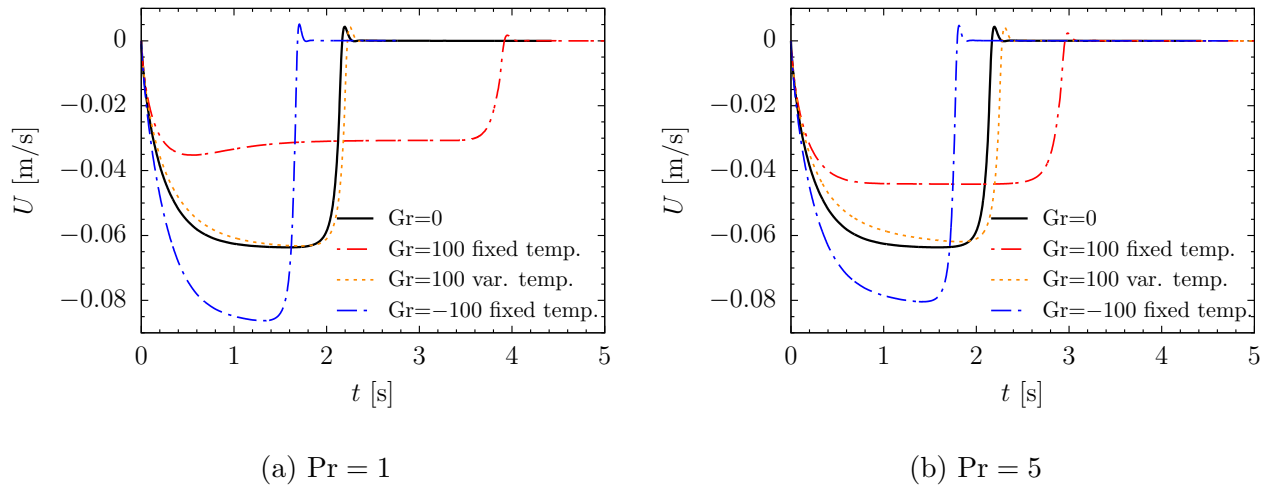 0
−0.02
−0.04
−0.06
−0.08
U [m/s]
0 1 2 3 4 5
t [s]
Gr=0
Gr=100 fixed temp.
Gr=100 var. temp.
Gr=−100 fixed temp.
(a) Pr = 1
0
−0.02
−0.04
−0.06
−0.08
U [m/s]
0 1 2 3 4 5
t [s]
Gr=0
Gr=100 fixed temp.
Gr=100 var. temp.
Gr=−100 fixed temp.
(b) Pr = 5